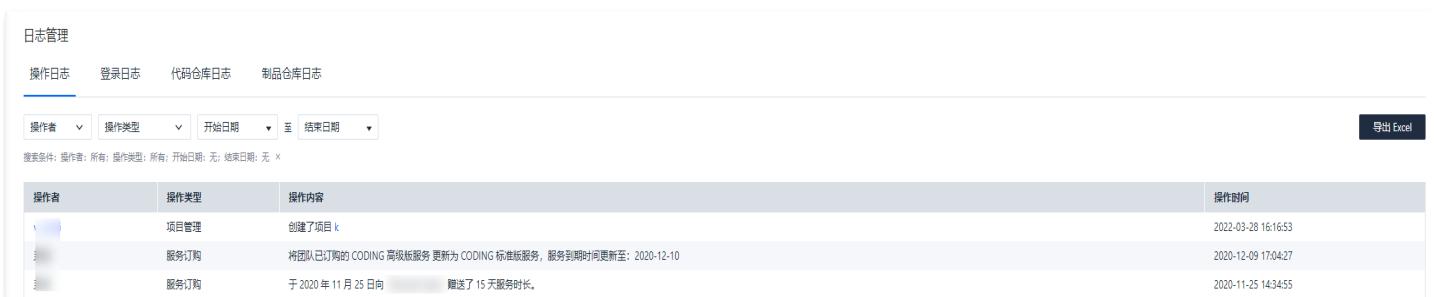 日志管理
操作日志 登录日志 代码仓库日志 制品仓库日志
操作者 操作类型 开始日期 至 结束日期 导出 Excel
搜索条件：操作者：所有；操作类型：所有；开始日期：无；结束日期：无 ×
操作者 操作类型 操作内容 操作时间
项目管理 创建了项目 k 2022-03-28 16:16:53
服务订购 将团队已订购的 CODING 高级版服务 更新为 CODING 标准版服务，服务到期时间更新至：2020-12-10 2020-12-09 17:04:27
服务订购 于 2020 年 11 月 25 日向 赠送了 15 天服务时长。 2020-11-25 14:34:55